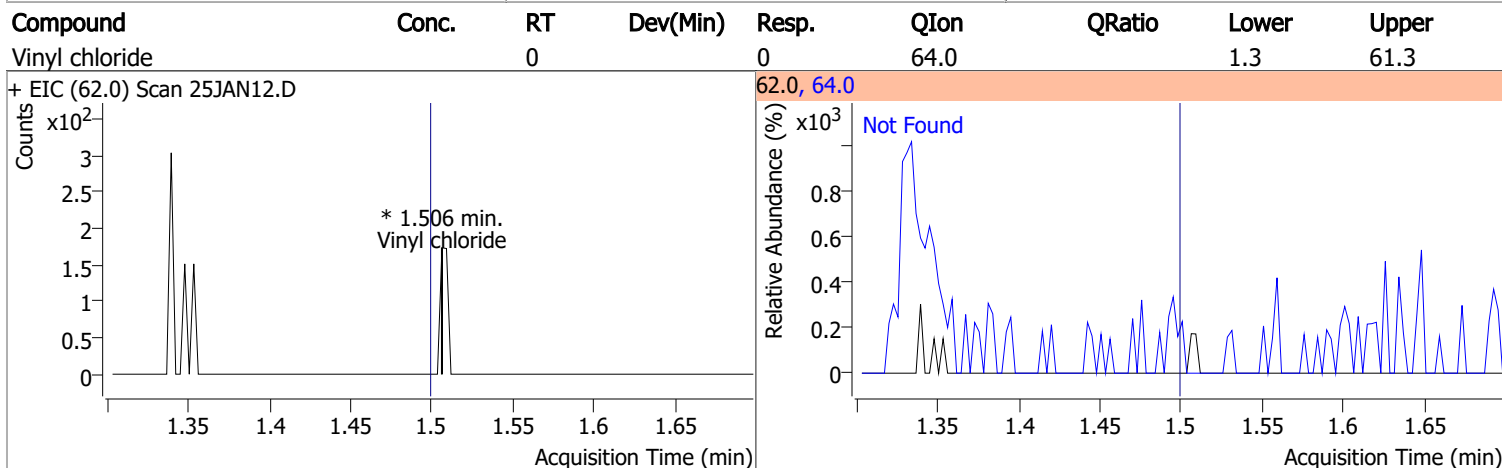 Compound Conc. RT Dev(Min) Resp. QIon QRatio Lower Upper
Vinyl chloride 0 0 64.0 1.3 61.3
+ EIC (62.0) Scan 25JAN12.D
Counts
x10²
3
2.5
2
1.5
1
0.5
0
* 1.506 min.
Vinyl chloride
1.35 1.4 1.45 1.5 1.55 1.6 1.65
Acquisition Time (min)
62.0, 64.0
Relative Abundance (%)
x10³
Not Found
0.8
0.6
0.4
0.2
0
1.35 1.4 1.45 1.5 1.55 1.6 1.65
Acquisition Time (min)